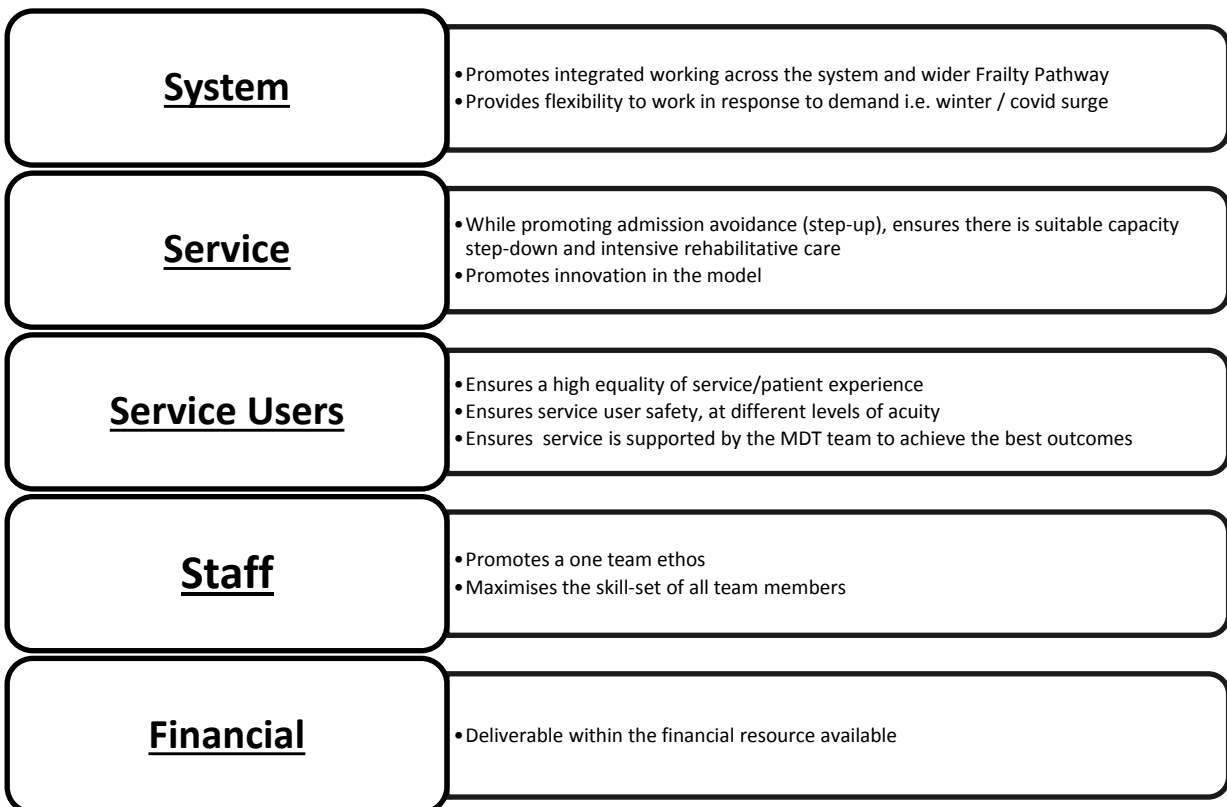 System
•Promotes integrated working across the system and wider Frailty Pathway
•Provides flexibility to work in response to demand i.e. winter / covid surge
Service
•While promoting admission avoidance (step-up), ensures there is suitable capacity
step-down and intensive rehabilitative care
•Promotes innovation in the model
Service Users
•Ensures a high equality of service/patient experience
•Ensures service user safety, at different levels of acuity
•Ensures service is supported by the MDT team to achieve the best outcomes
Staff
•Promotes a one team ethos
•Maximises the skill-set of all team members
Financial
•Deliverable within the financial resource available